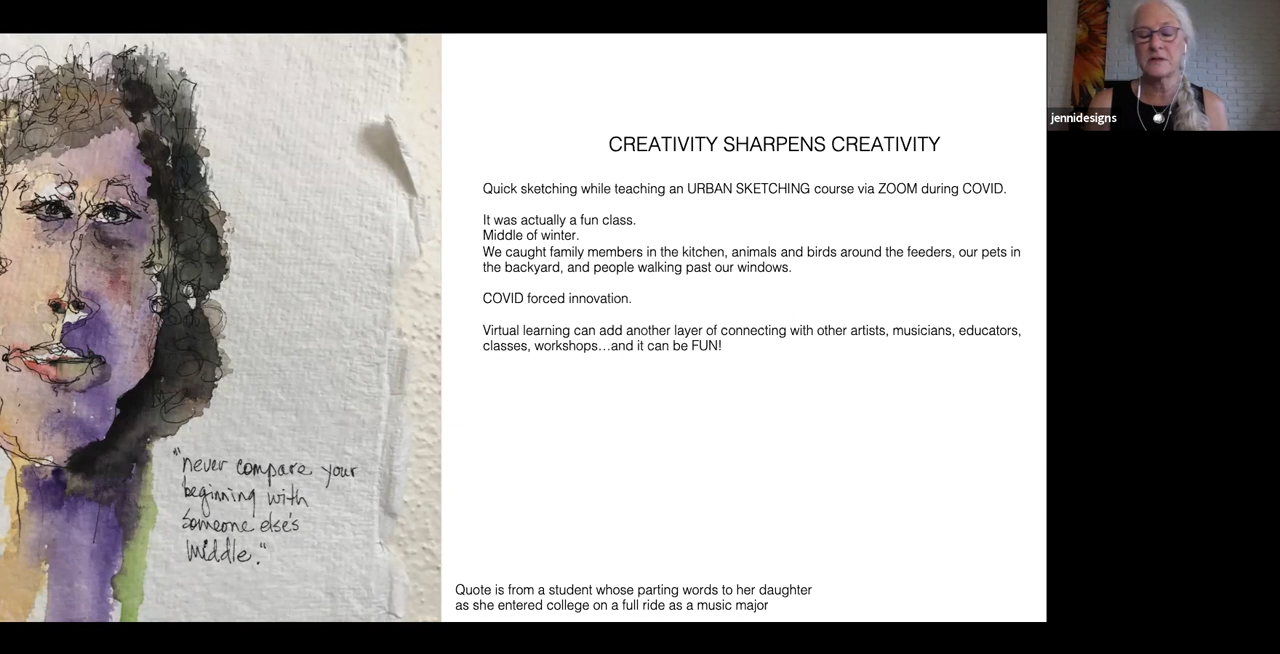 "never compare your
beginning with
someone else's
middle."
CREATIVITY SHARPENS CREATIVITY
Quick sketching while teaching an URBAN SKETCHING course via ZOOM during COVID.
It was actually a fun class.
Middle of winter.
We caught family members in the kitchen, animals and birds around the feeders, our pets in
the backyard, and people walking past our windows.
COVID forced innovation.
Virtual learning can add another layer of connecting with other artists, musicians, educators,
classes, workshops…and it can be FUN!
Quote is from a student whose parting words to her daughter
as she entered college on a full ride as a music major
jennidesigns